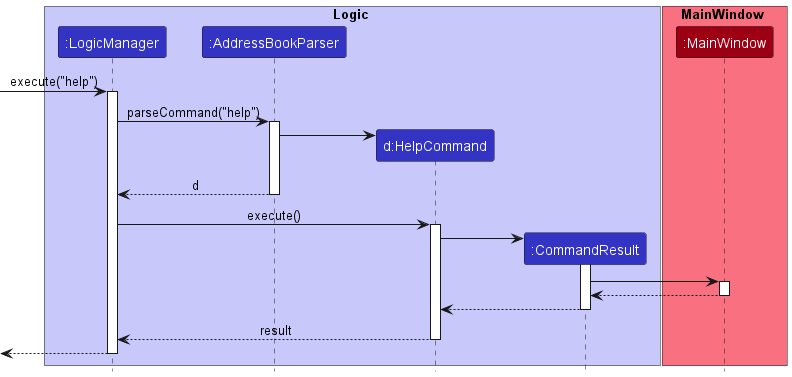 Logic
MainWindow
:LogicManager
:AddressBookParser
:MainWindow
execute("help")
parseCommand("help")
d:HelpCommand
d
execute()
:CommandResult
result